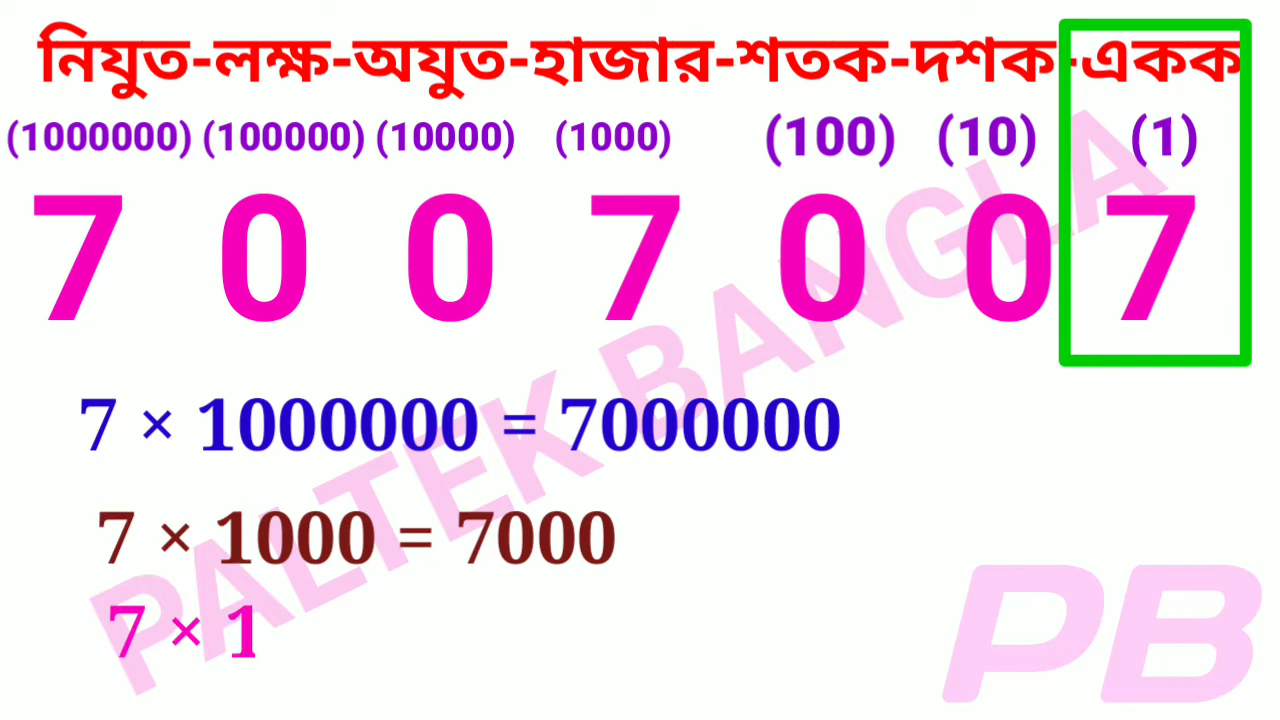 নিযুত-লক্ষ-অযুত-হাজার-শতক-দশক-একক
(1000000) (100000) (10000) (1000) (100) (10) (1)
7 0 0 7 0 0 7
7 × 1000000 = 7000000
7 × 1000 = 7000
7 × 1
PALTEK BANGLA
PB